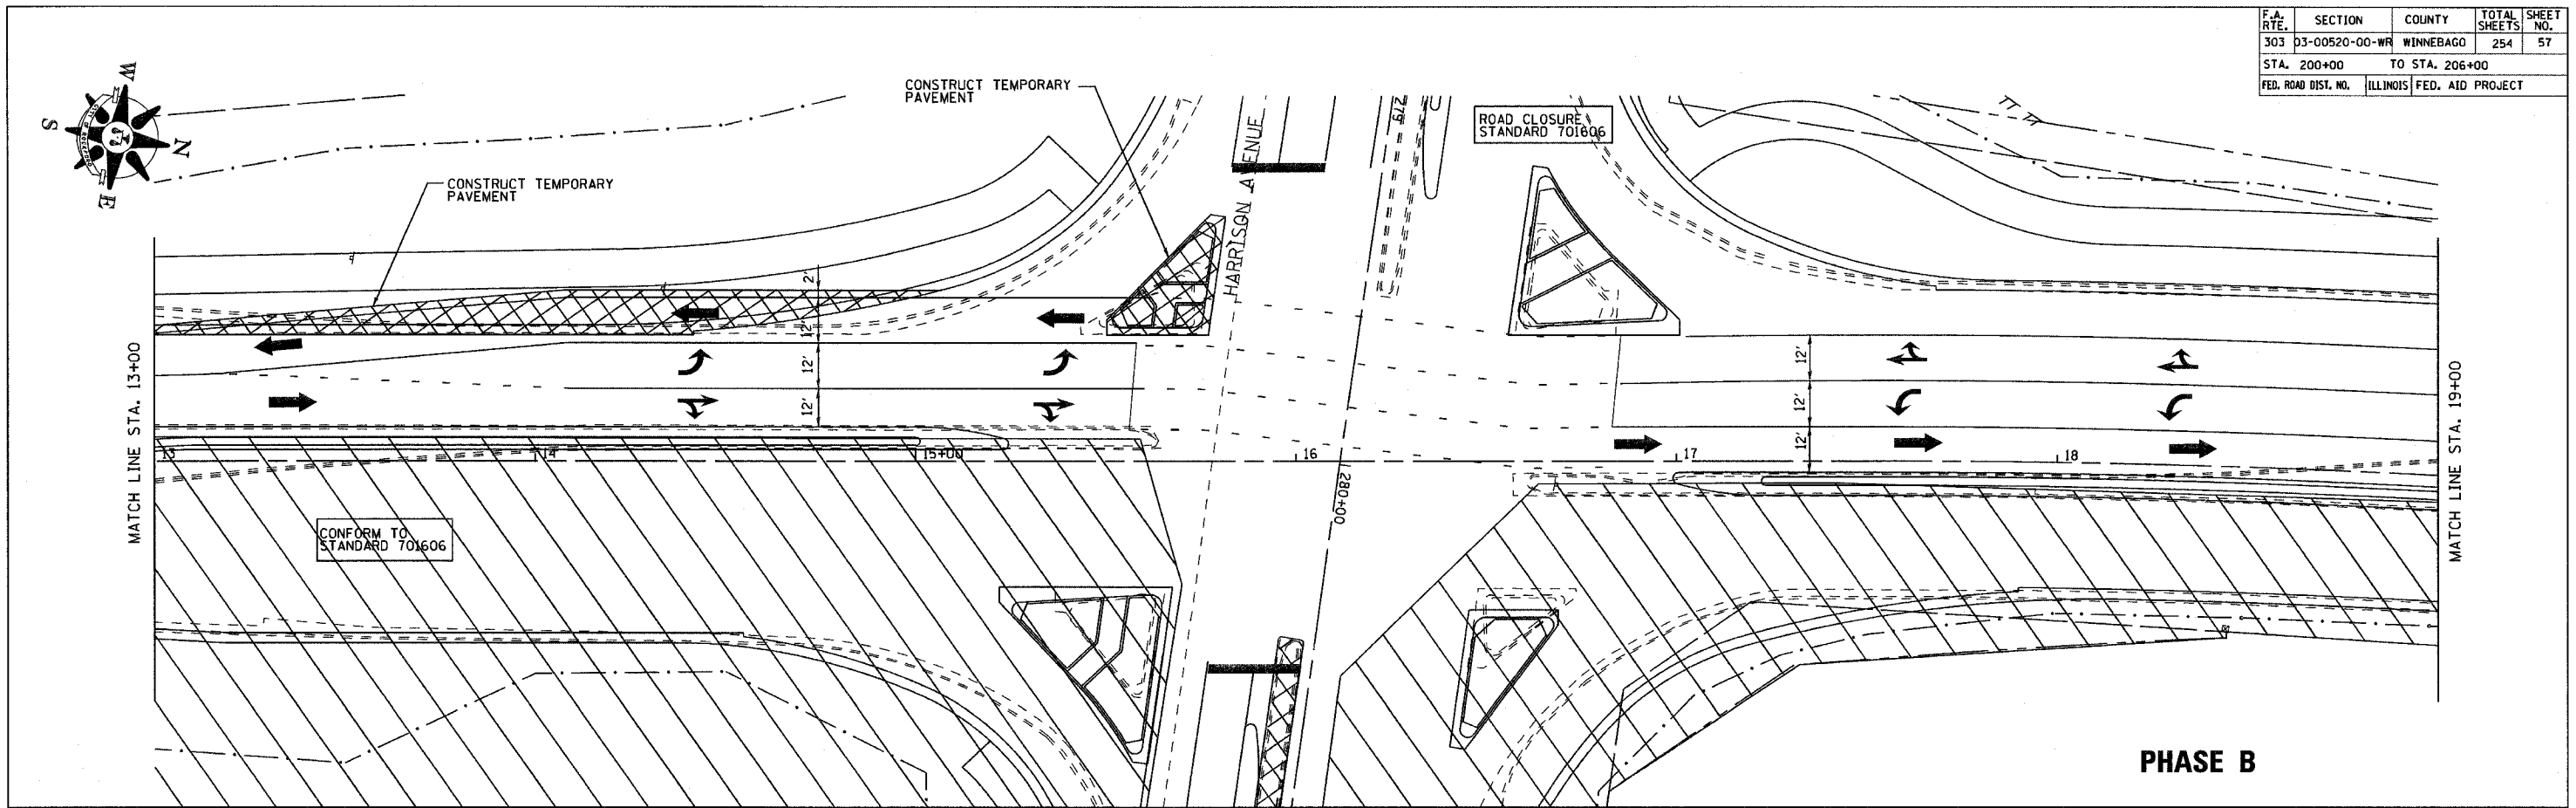 F.A. RTE. SECTION COUNTY TOTAL SHEETS SHEET NO.
303 03-00520-00-WR WINNEBAGO 254 57
STA. 200+00 TO STA. 206+00
FED. ROAD DIST. NO. ILLINOIS FED. AID PROJECT
W
S
N
E
CONSTRUCT TEMPORARY
PAVEMENT
CONSTRUCT TEMPORARY
PAVEMENT
HARRISON AVENUE
279
ROAD CLOSURE
STANDARD 701606
2'
12'
12'
12'
12'
12'
12'
MATCH LINE STA. 13+00
13
14
15+00
16
17
18
280+00
MATCH LINE STA. 19+00
CONFORM TO
STANDARD 701606
PHASE B